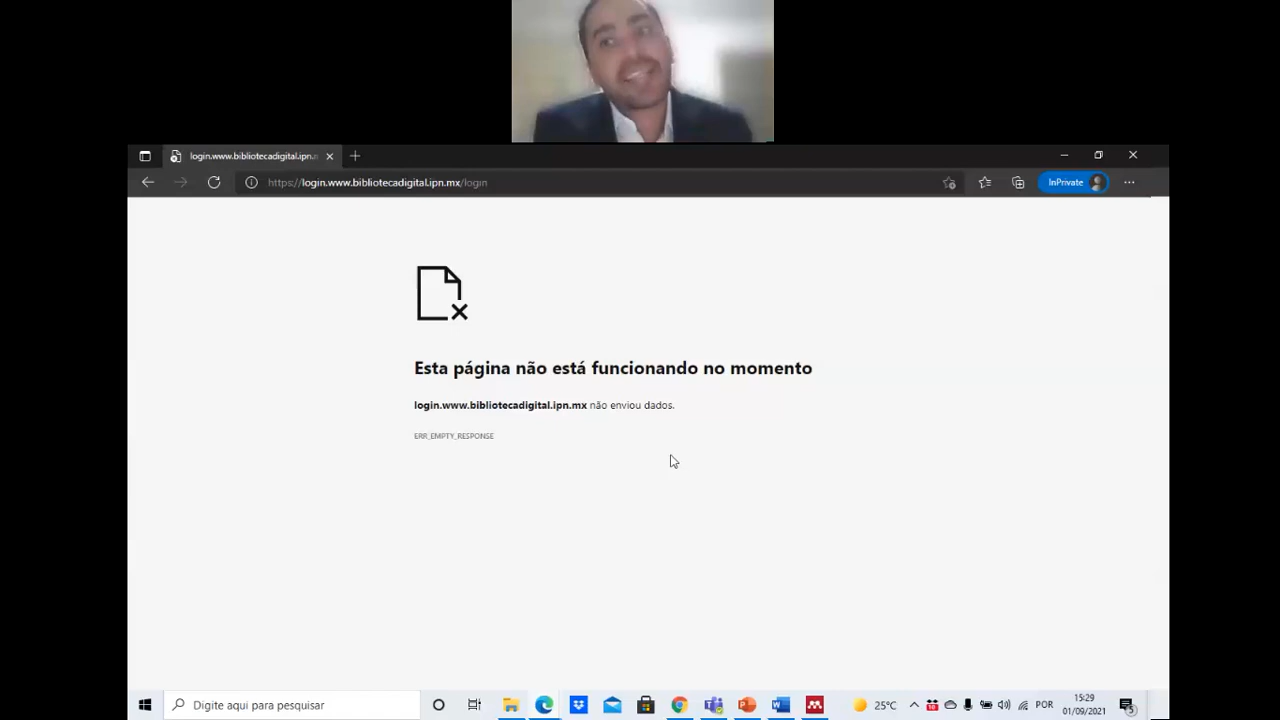 login.www.bibliotecadigital.ipn.m
https://login.www.bibliotecadigital.ipn.mx/login
InPrivate
Esta página não está funcionando no momento
login.www.bibliotecadigital.ipn.mx não enviou dados.
ERR_EMPTY_RESPONSE
Digite aqui para pesquisar
25°C
POR
15:29
01/09/2021